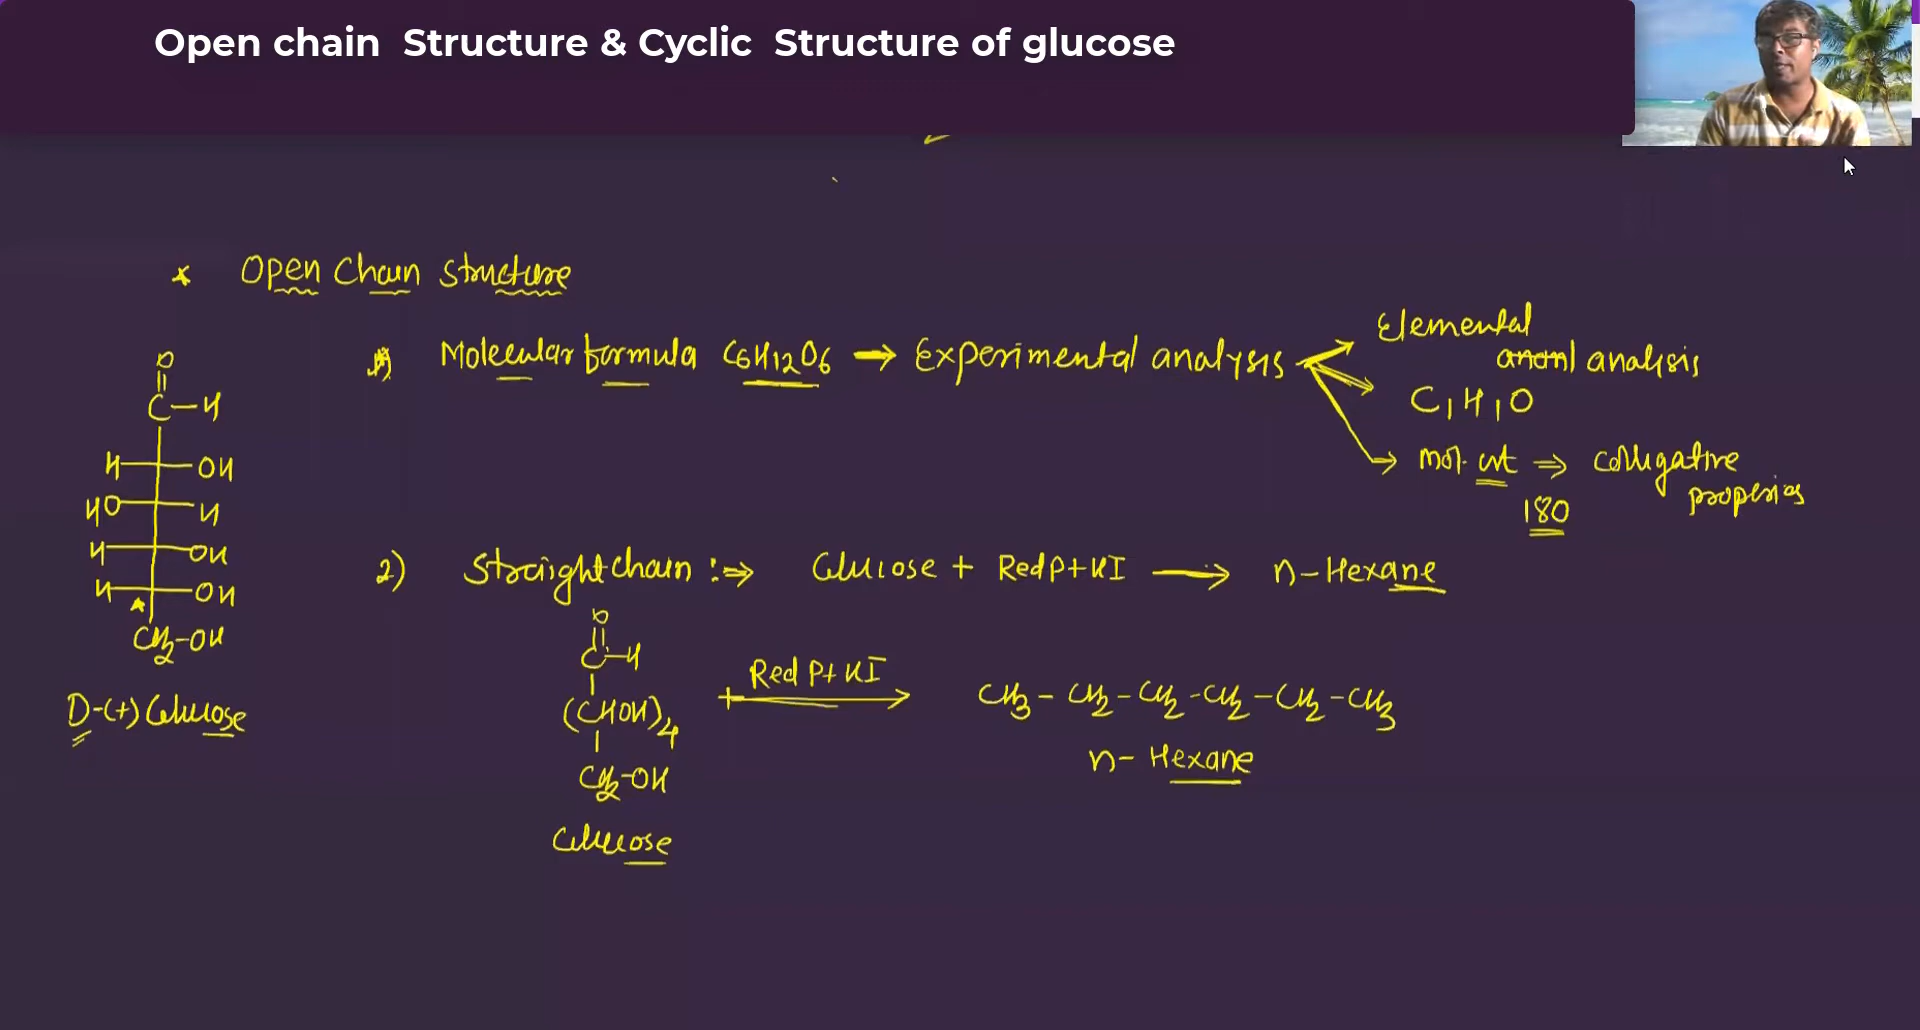 Open chain Structure & Cyclic Structure of glucose
* Open Chain Structure
1) Molecular formula C6H12O6 → Experimental analysis
Elemental
analysis
C, H, O
mol. wt ⇒ colligative
180
O
||
C-H
H OH
HO H
H OH
H OH
CH2-OH
D-(+) Glucose
2) Straight chain :⇒ Glucose + Red P + HI → n-Hexane
O
||
C-H
|
(CHOH)4
|
CH2-OH
Glucose
+ Red P+ HI →
CH3 - CH2 - CH2 - CH2 - CH2 - CH3
n- Hexane